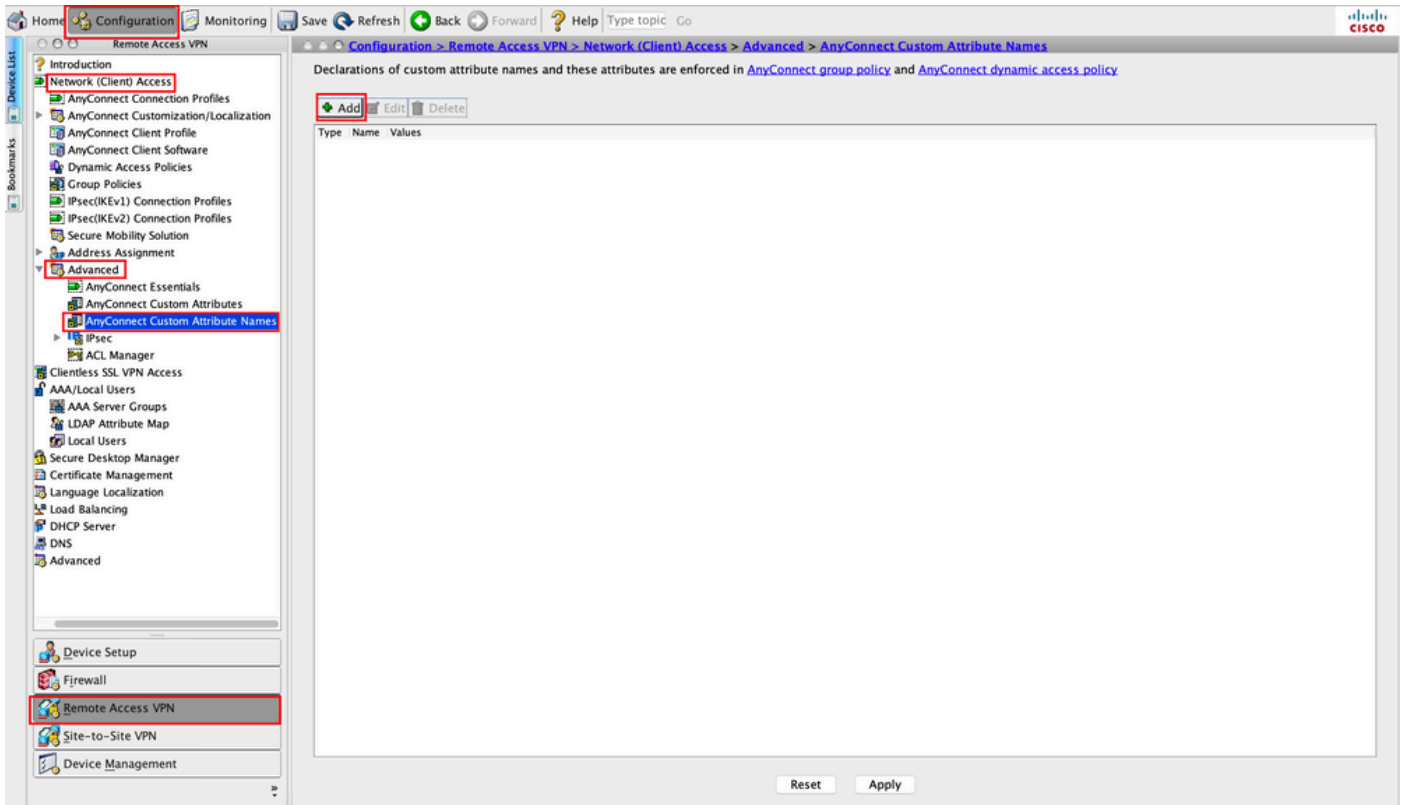 Home Configuration Monitoring Save Refresh Back Forward Help Type topic Go
cisco
Device List
Bookmarks
Remote Access VPN
Introduction
Network (Client) Access
AnyConnect Connection Profiles
AnyConnect Customization/Localization
AnyConnect Client Profile
AnyConnect Client Software
Dynamic Access Policies
Group Policies
IPsec(IKEv1) Connection Profiles
IPsec(IKEv2) Connection Profiles
Secure Mobility Solution
Address Assignment
Advanced
AnyConnect Essentials
AnyConnect Custom Attributes
AnyConnect Custom Attribute Names
IPsec
ACL Manager
Clientless SSL VPN Access
AAA/Local Users
AAA Server Groups
LDAP Attribute Map
Local Users
Secure Desktop Manager
Certificate Management
Language Localization
Load Balancing
DHCP Server
DNS
Advanced
Device Setup
Firewall
Remote Access VPN
Site-to-Site VPN
Device Management
»
Configuration > Remote Access VPN > Network (Client) Access > Advanced > AnyConnect Custom Attribute Names
Declarations of custom attribute names and these attributes are enforced in AnyConnect group policy and AnyConnect dynamic access policy
Add Edit Delete
Type Name Values
Reset Apply